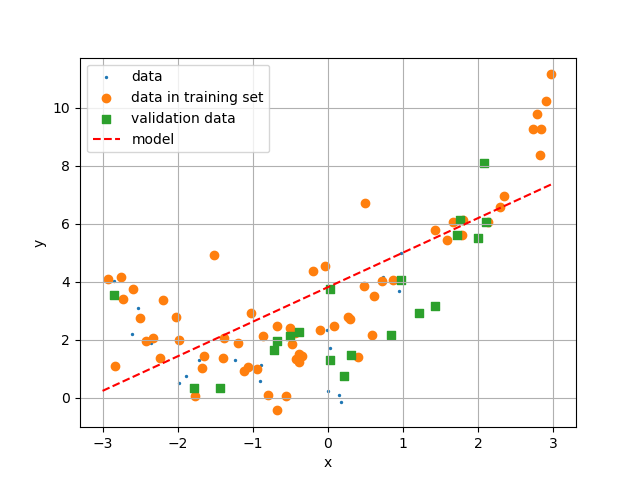 data
data in training set
validation data
model
10
8
6
4
2
0
y
−3
−2
−1
0
1
2
3
x